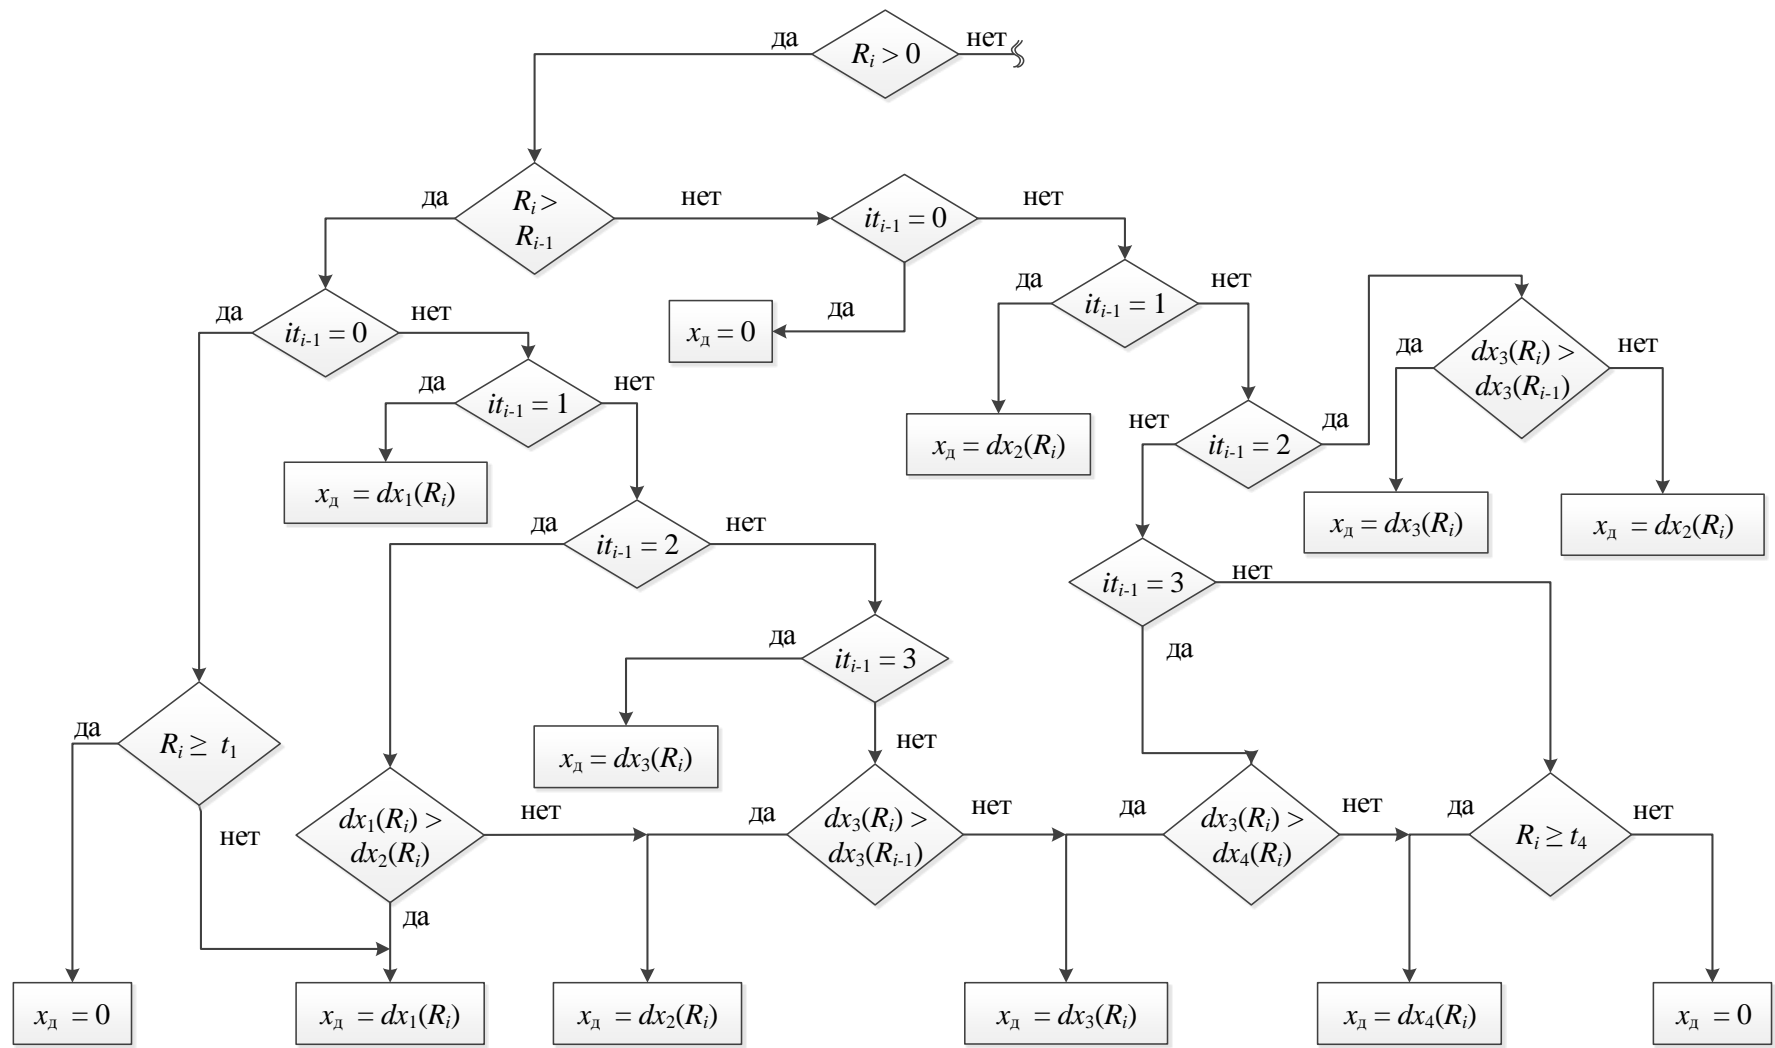 да
R_i > 0
нет
да
R_i >
R_{i-1}
нет
it_{i-1} = 0
нет
да
it_{i-1} = 0
нет
x_д = 0
да
да
it_{i-1} = 1
нет
да
dx_3(R_i) >
dx_3(R_{i-1})
нет
да
it_{i-1} = 1
нет
x_д = dx_1(R_i)
x_д = dx_2(R_i)
нет
it_{i-1} = 2
да
x_д = dx_3(R_i)
x_д = dx_2(R_i)
да
it_{i-1} = 2
нет
it_{i-1} = 3
нет
да
да
it_{i-1} = 3
нет
x_д = dx_3(R_i)
да
R_i ≥ t_1
нет
dx_1(R_i) >
dx_2(R_i)
нет
да
да
dx_3(R_i) >
dx_3(R_{i-1})
нет
да
dx_3(R_i) >
dx_4(R_i)
нет
да
R_i ≥ t_4
нет
x_д = 0
x_д = dx_1(R_i)
x_д = dx_2(R_i)
x_д = dx_3(R_i)
x_д = dx_4(R_i)
x_д = 0